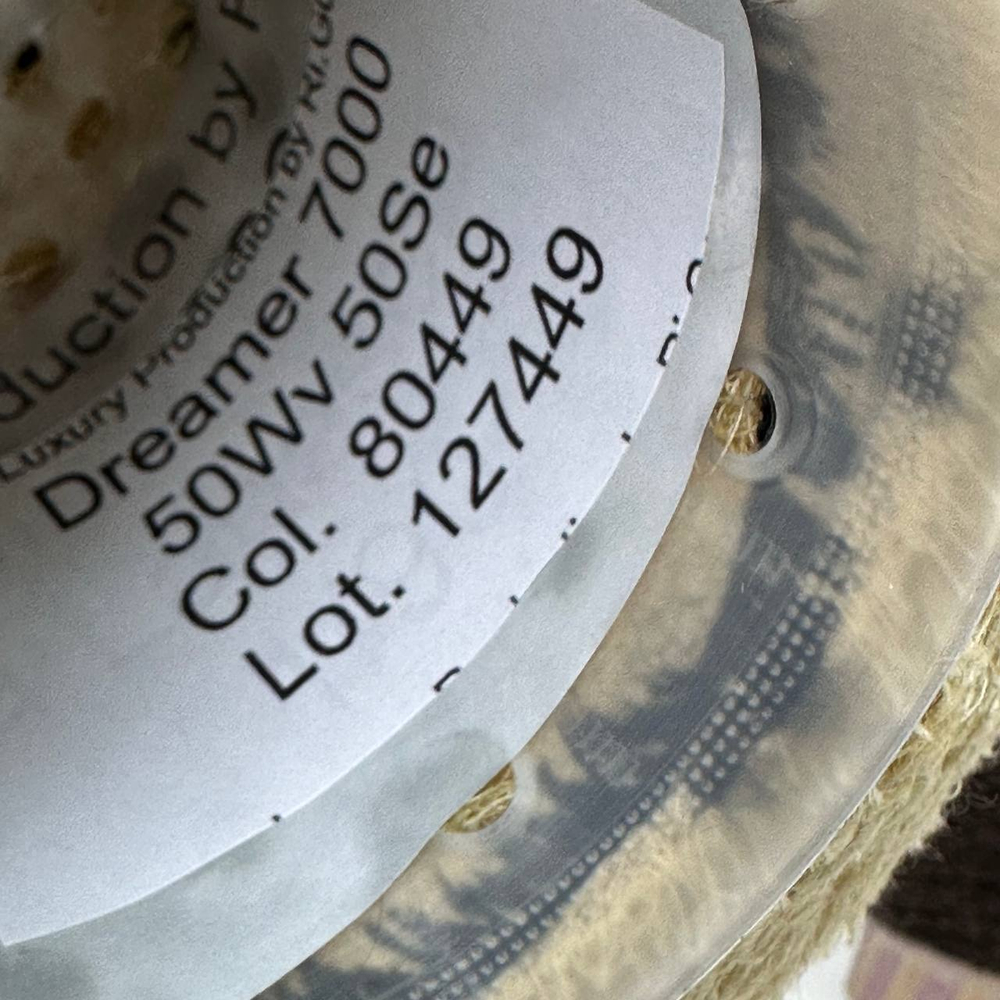 duction by
Luxury Production by
Dreamer 7000
50Wv 50Se
Col. 80449
Lot. 127449